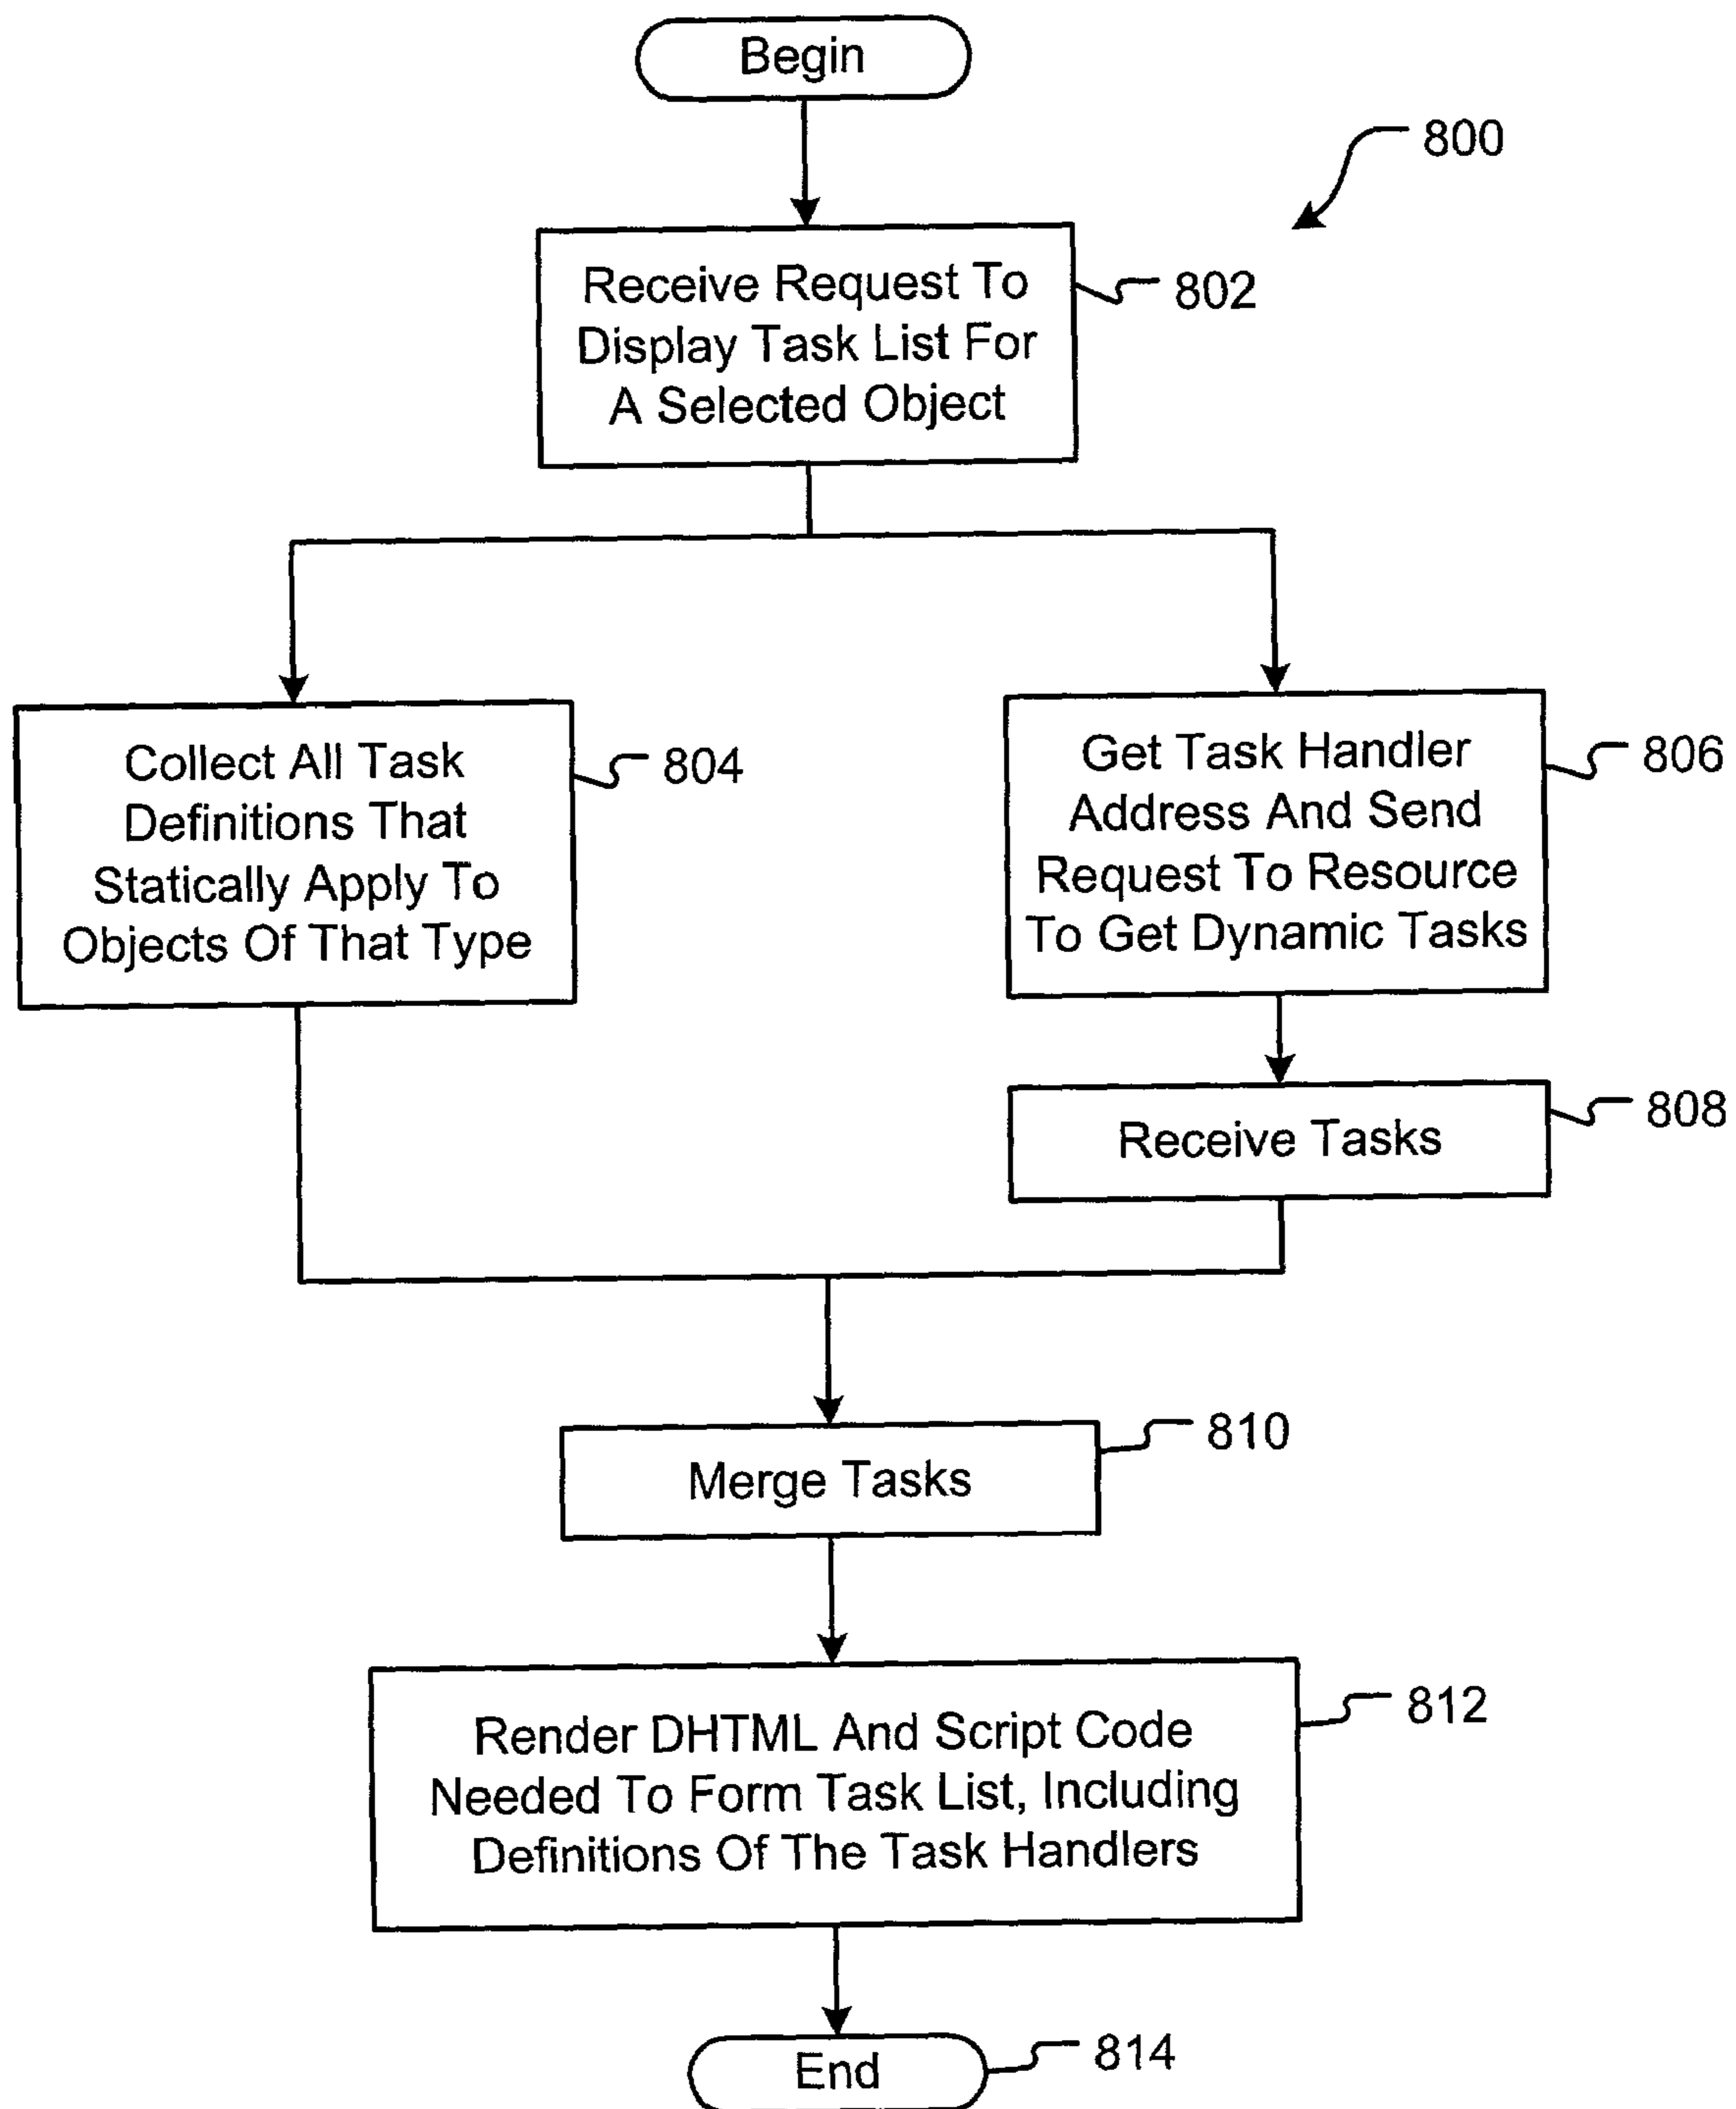 Begin
800
Receive Request To
Display Task List For
A Selected Object
802
Collect All Task
Definitions That
Statically Apply To
Objects Of That Type
804
Get Task Handler
Address And Send
Request To Resource
To Get Dynamic Tasks
806
Receive Tasks
808
Merge Tasks
810
Render DHTML And Script Code
Needed To Form Task List, Including
Definitions Of The Task Handlers
812
End
814